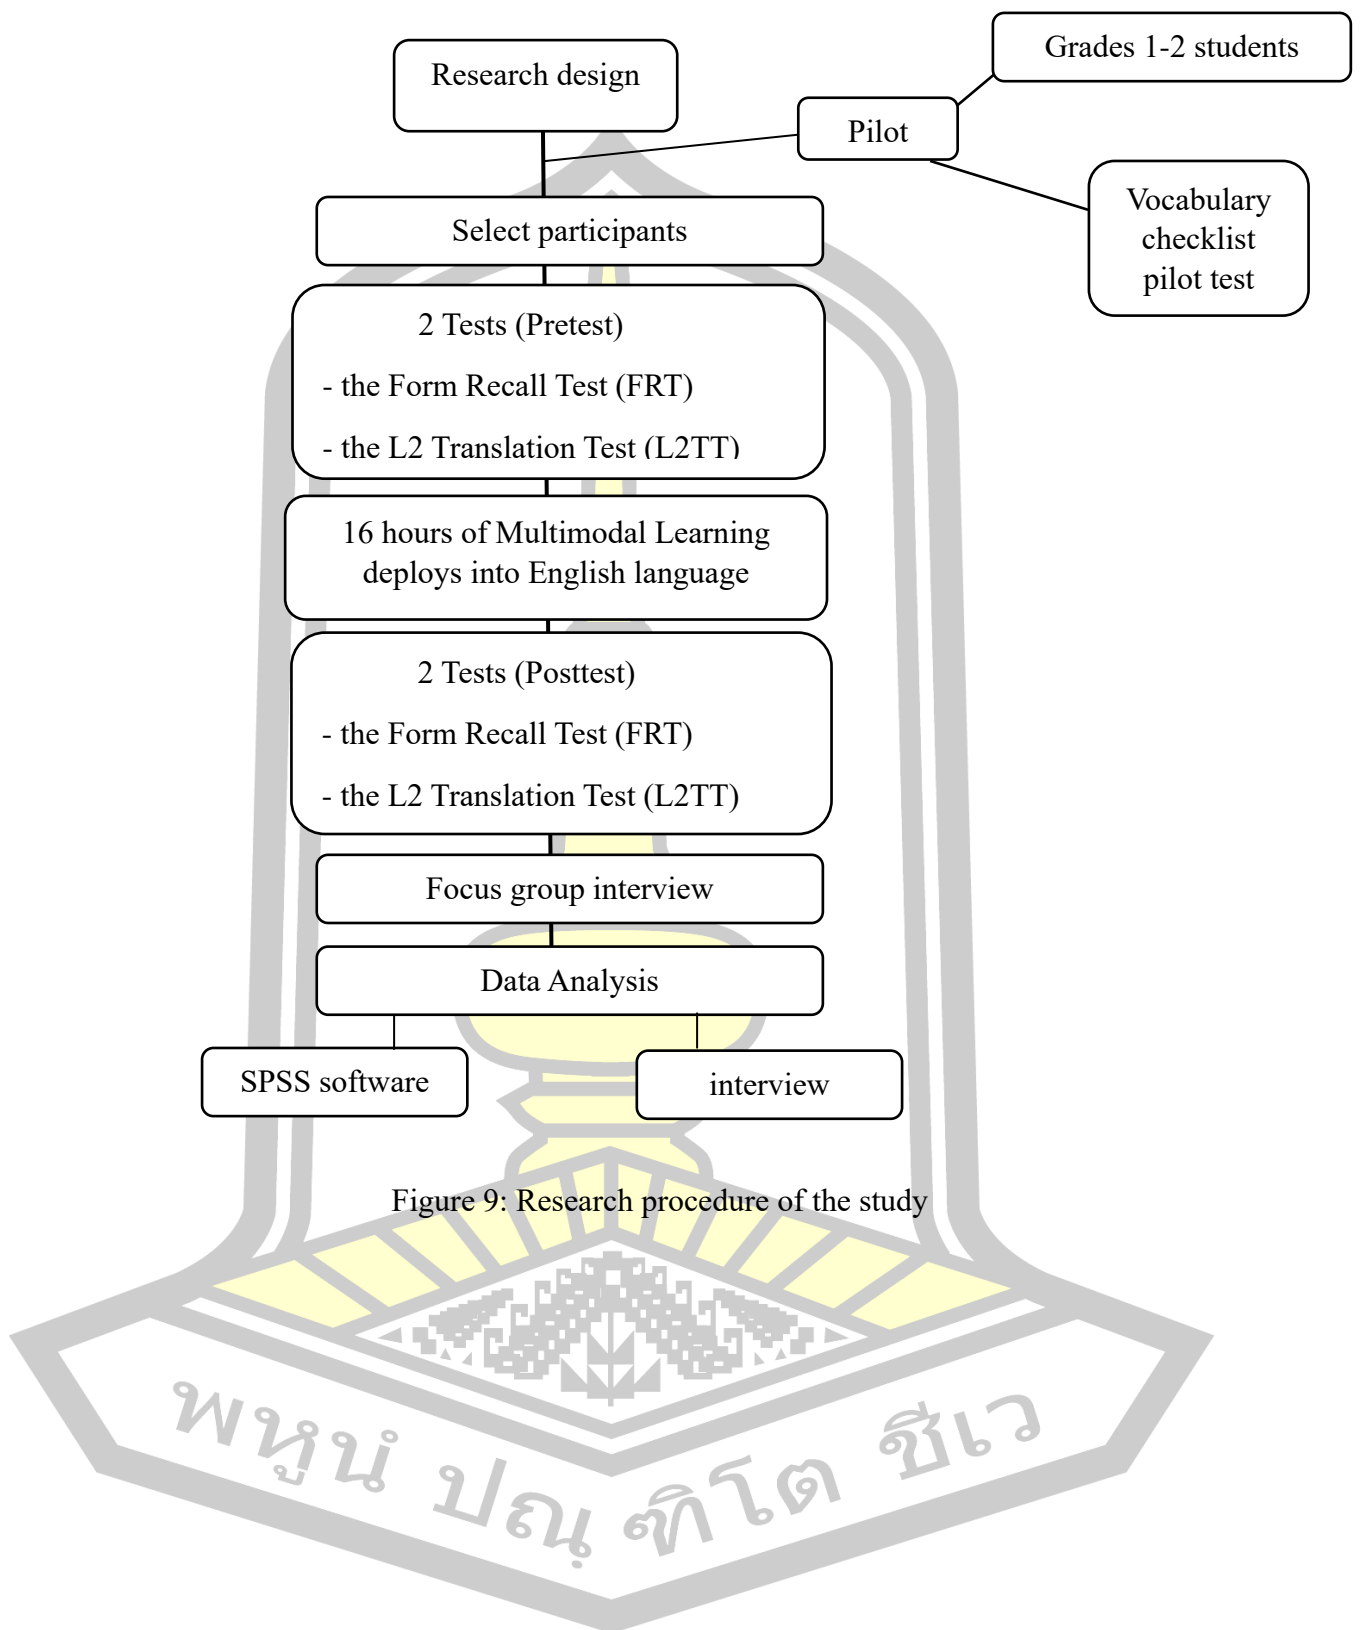 Grades 1-2 students
Research design
Pilot
Vocabulary
checklist
pilot test
Select participants
2 Tests (Pretest)
- the Form Recall Test (FRT)
- the L2 Translation Test (L2TT)
16 hours of Multimodal Learning
deploys into English language
2 Tests (Posttest)
- the Form Recall Test (FRT)
- the L2 Translation Test (L2TT)
Focus group interview
Data Analysis
SPSS software
interview
Figure 9: Research procedure of the study
พหูนํ ปณฺฑิโต ชีเว